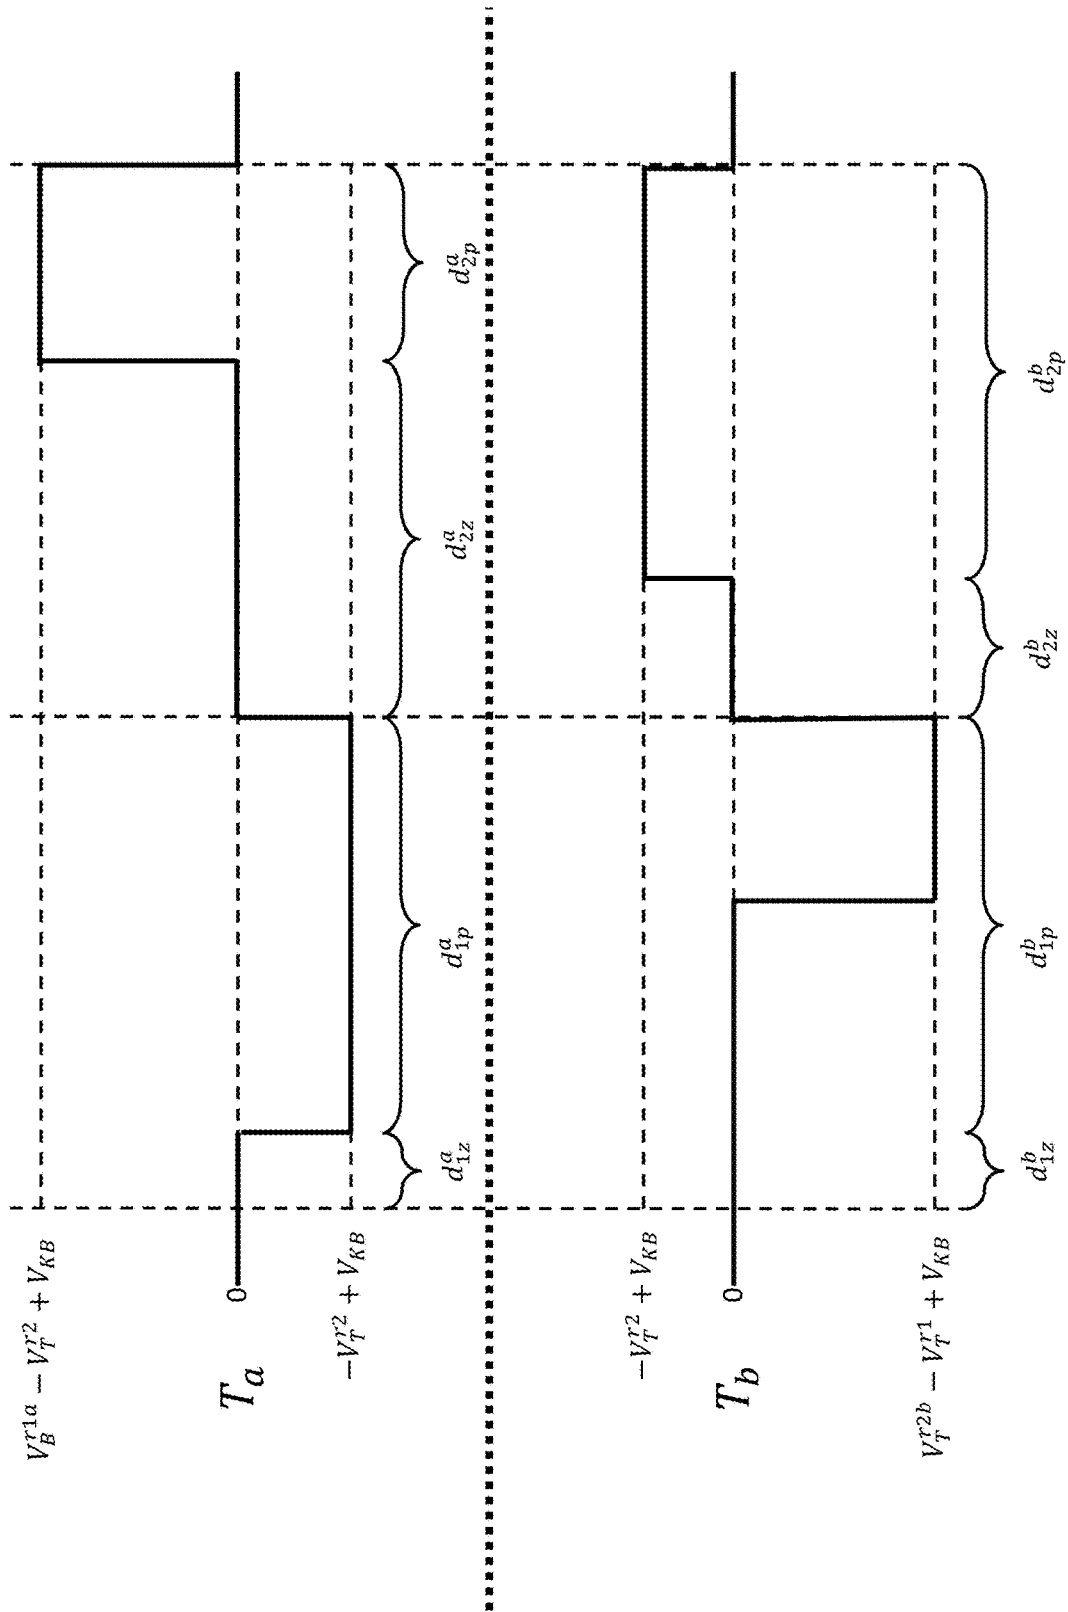 $V_B^{r1a} - V_T^{r2} + V_{KB}$
0
$T_a$
$-V_T^{r2} + V_{KB}$
$d_{1z}^a$
$d_{1p}^a$
$d_{2z}^a$
$d_{2p}^a$
$-V_T^{r2} + V_{KB}$
0
$T_b$
$V_T^{r2b} - V_T^{r1} + V_{KB}$
$d_{1z}^b$
$d_{1p}^b$
$d_{2z}^b$
$d_{2p}^b$